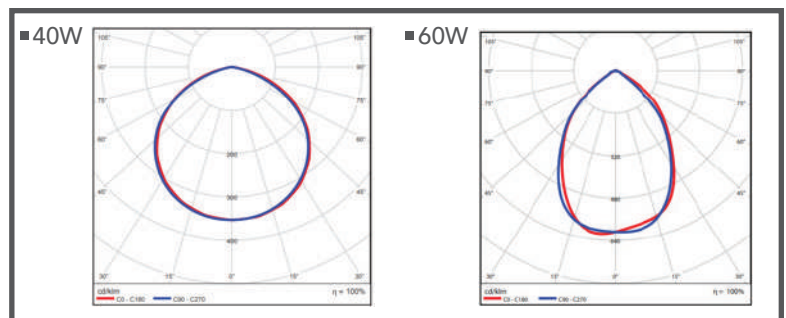 40W
105° 105°
90° 90°
75° 75°
60° 60°
200
45° 45°
300
400
30° 15° 0° 15° 30°
cd/klm η = 100%
C0 - C180 C90 - C270
60W
105° 105°
90° 90°
75° 75°
60° 60°
45° 45°
640
30° 15° 0° 15° 30°
cd/klm η = 100%
C0 - C180 C90 - C270